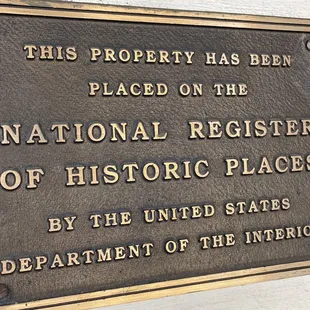 THIS PROPERTY HAS BEEN
PLACED ON THE
NATIONAL REGISTER
OF HISTORIC PLACES
BY THE UNITED STATES
DEPARTMENT OF THE INTERIOR